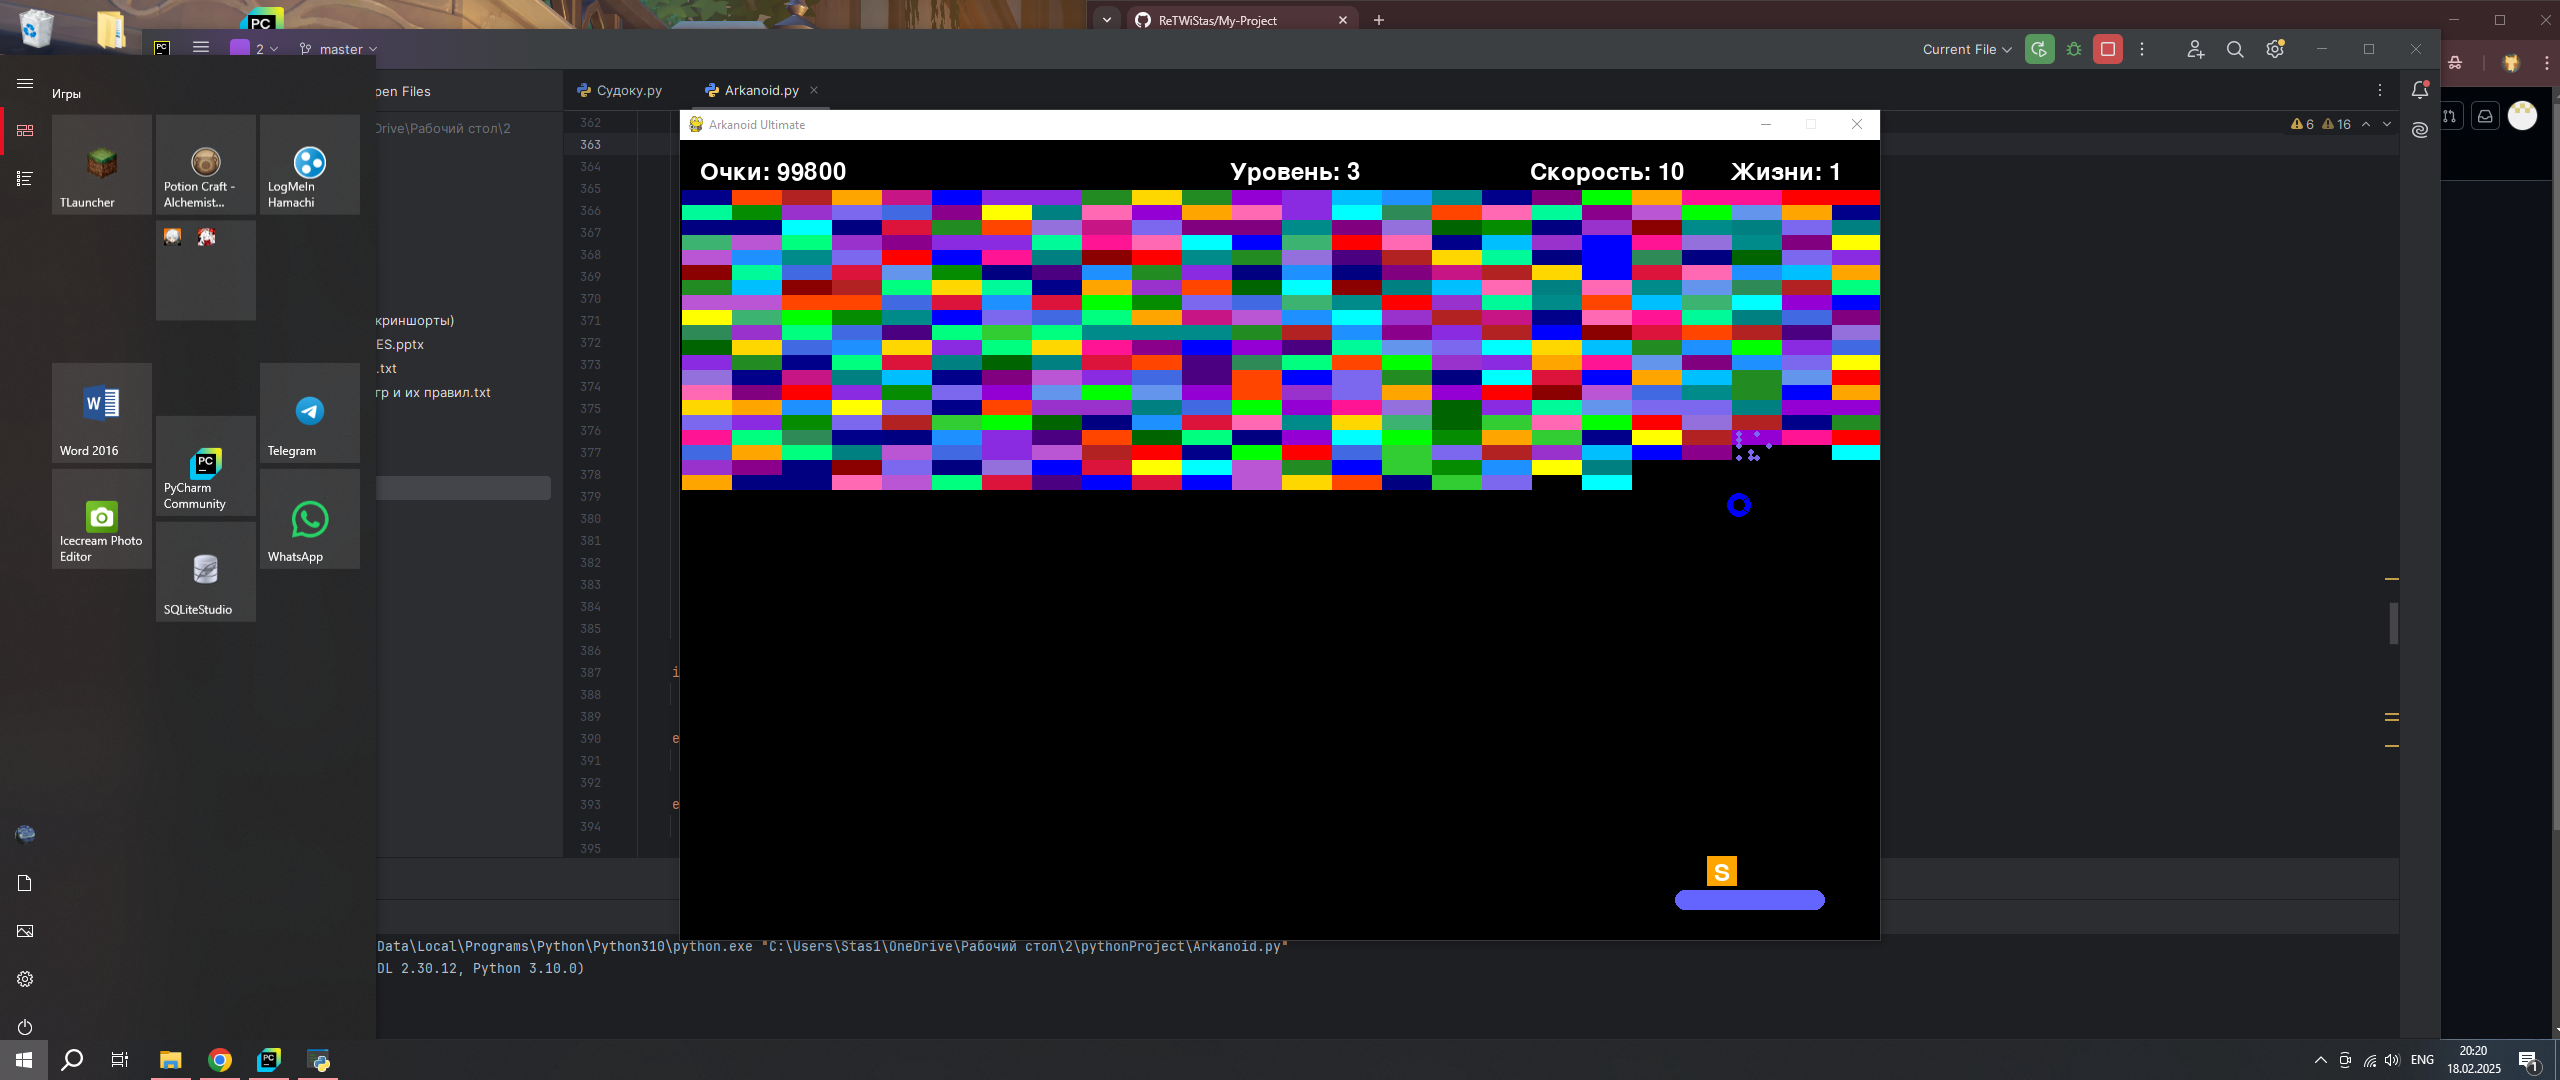 PC
ReTWiStas/My-Project
PC
2
master
Current File
Игры
pen Files
Судоку.py
Arkanoid.py
Drive\Рабочий стол\2
6
16
TLauncher
Potion Craft -
Alchemist...
LogMeIn
Hamachi
криншорты)
ES.pptx
.txt
гр и их правил.txt
Word 2016
PC
PyCharm
Community
Telegram
Icecream Photo
Editor
SQLiteStudio
WhatsApp
362
363
364
365
366
367
368
369
370
371
372
373
374
375
376
377
378
379
380
381
382
383
384
385
386
387
388
389
390
391
392
393
394
395
i
e
e
Arkanoid Ultimate
Очки: 99800
Уровень: 3
Скорость: 10
Жизни: 1
S
Data\Local\Programs\Python\Python310\python.exe "C:\Users\Stas1\OneDrive\Рабочий стол\2\pythonProject\Arkanoid.py"
DL 2.30.12, Python 3.10.0)
PC
ENG
20:20
18.02.2025
1